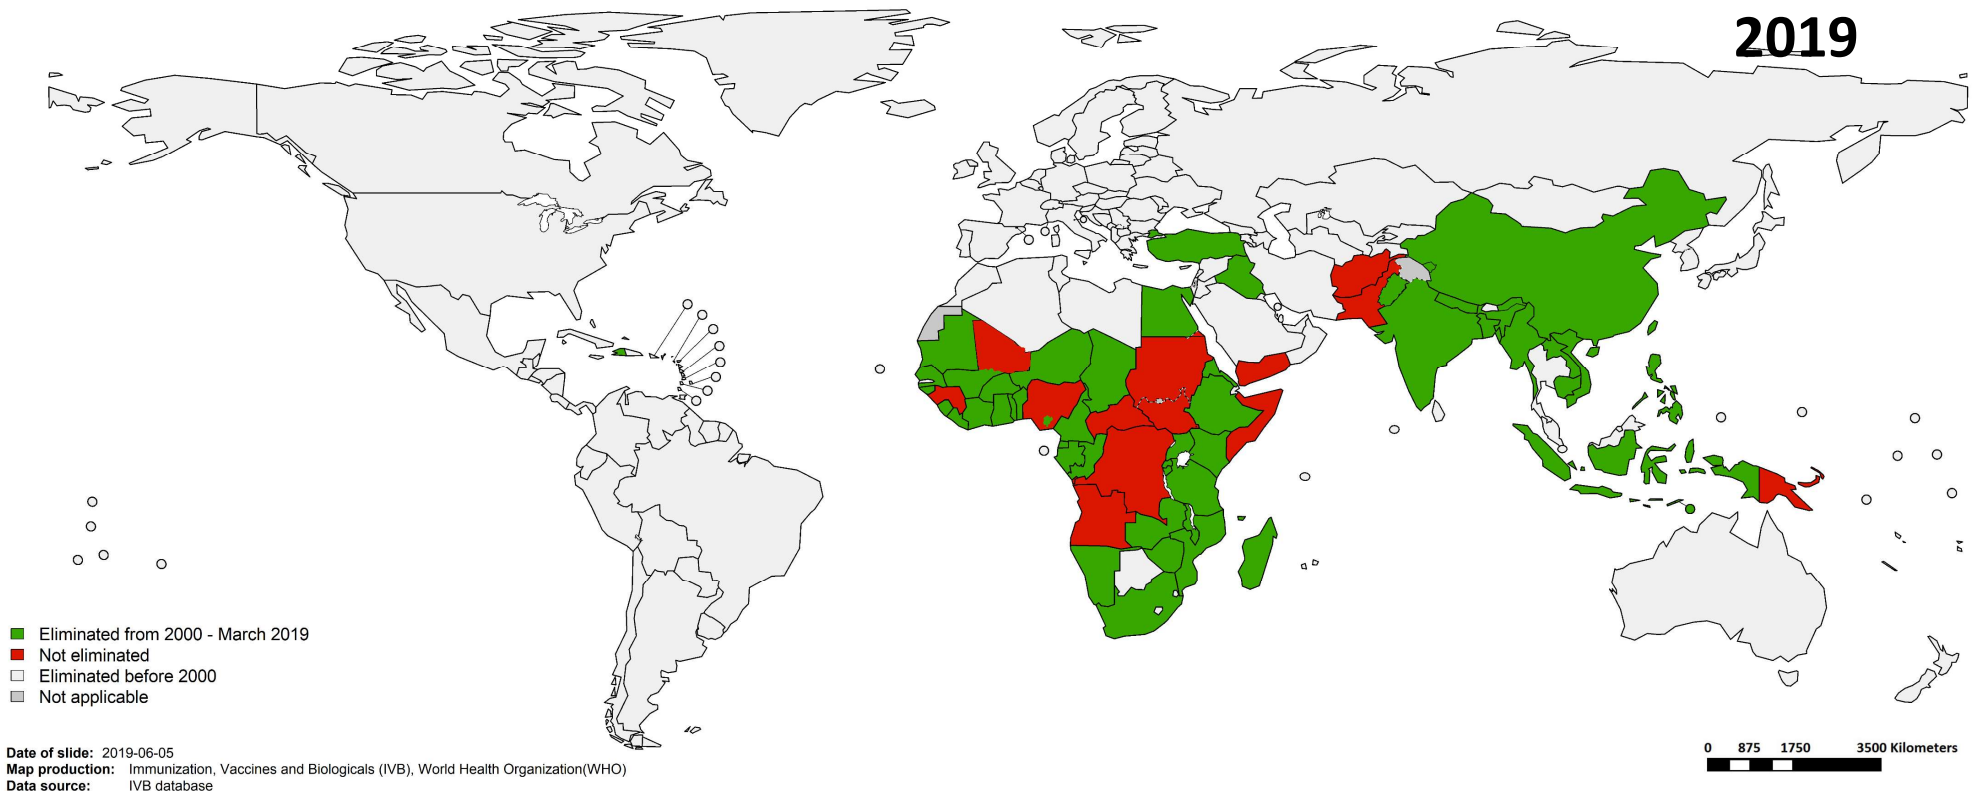 2019
Eliminated from 2000 - March 2019
Not eliminated
Eliminated before 2000
Not applicable
Date of slide: 2019-06-05
Map production: Immunization, Vaccines and Biologicals (IVB), World Health Organization(WHO)
Data source: IVB database
0 875 1750 3500 Kilometers